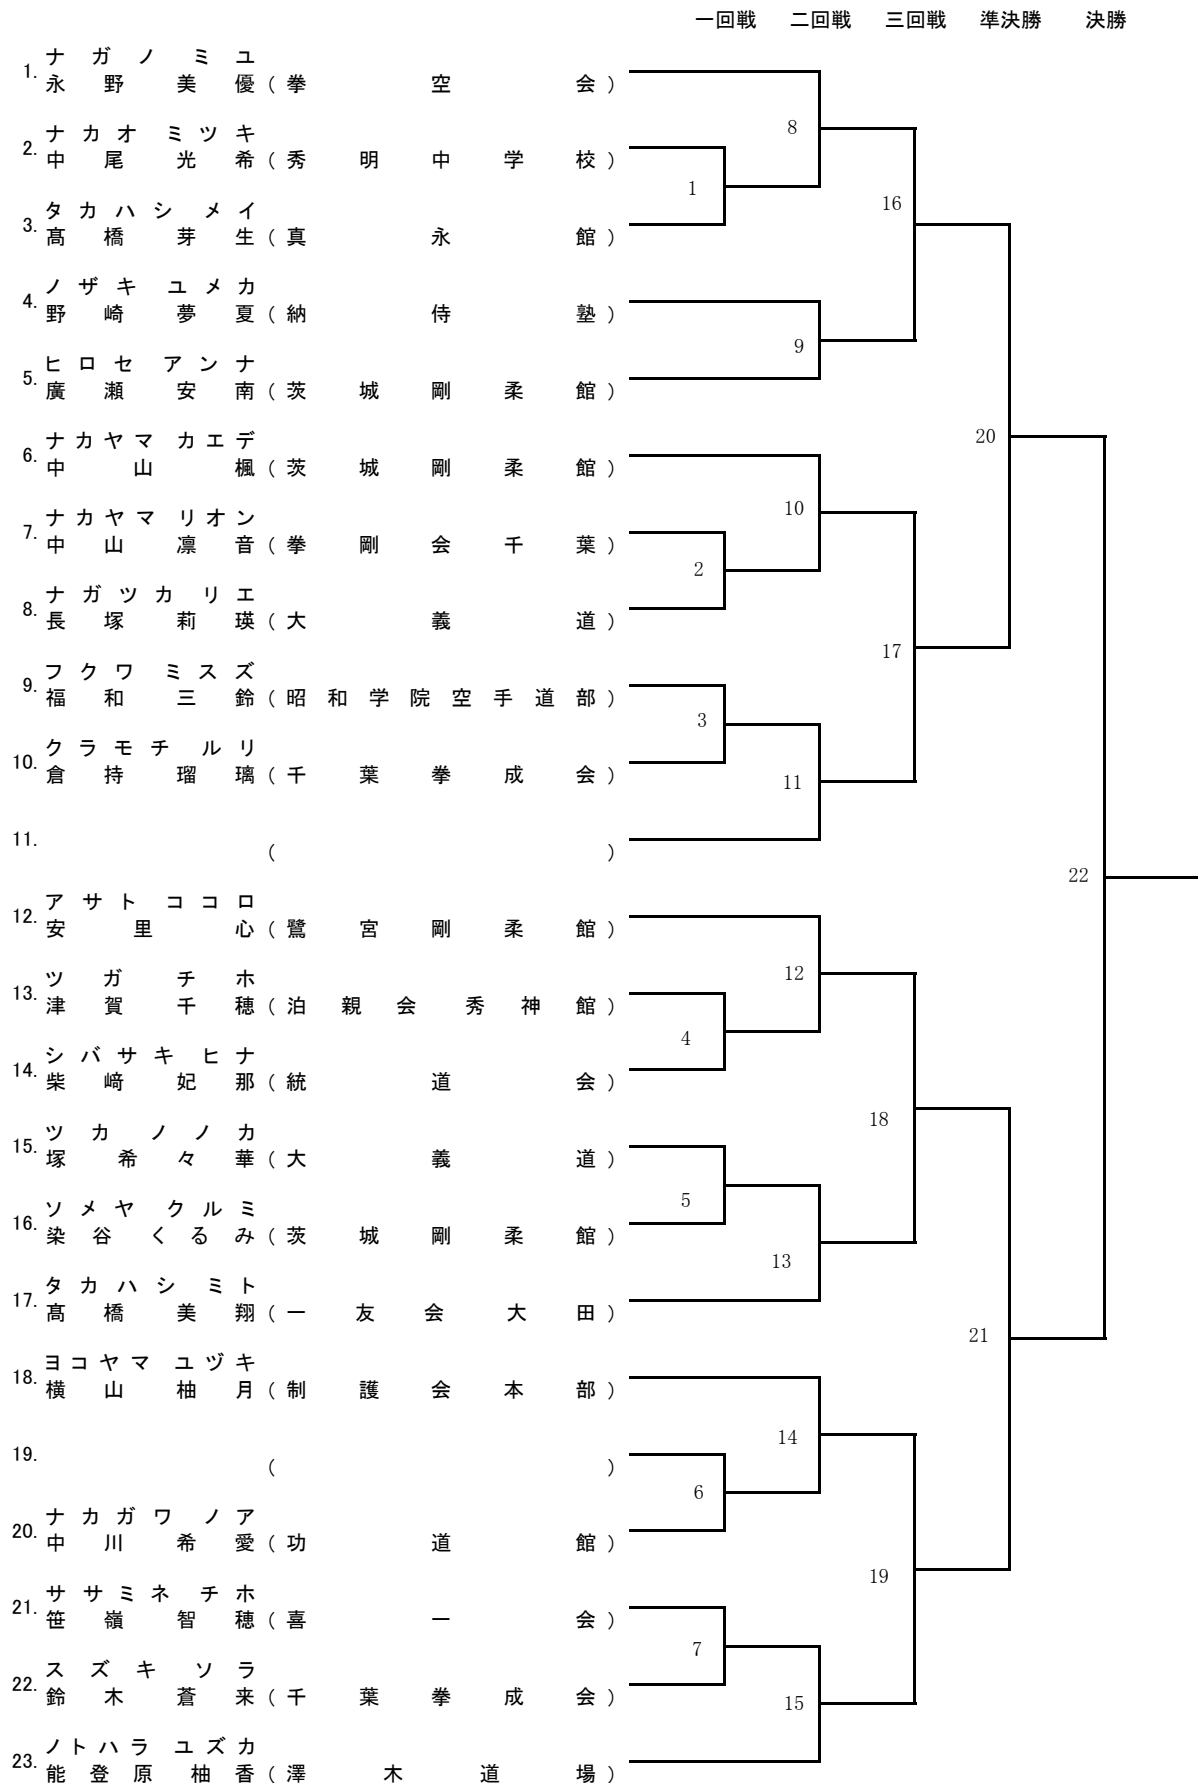 一回戦 二回戦 三回戦 準決勝 決勝
ナガノ ミユ
1. 永野 美優 (拳空会)
8
ナカオ ミツキ
2. 中尾 光希 (秀明中学校)
1
16
タカハシ メイ
3. 髙橋 芽生 (真永館)
ノザキ ユメカ
4. 野崎 夢夏 (納侍塾)
9
ヒロセ アンナ
5. 廣瀬 安南 (茨城剛柔館)
20
ナカヤマ カエデ
6. 中山 楓 (茨城剛柔館)
10
ナカヤマ リオン
7. 中山 凛音 (拳剛会千葉)
2
ナガツカ リエ
8. 長塚 莉瑛 (大義道)
17
フクワ ミスズ
9. 福和 三鈴 (昭和学院空手道部)
3
クラモチ ルリ
10. 倉持 瑠璃 (千葉拳成会)
11
11. ( )
22
アサト ココロ
12. 安里 心 (鷺宮剛柔館)
12
ツガ チホ
13. 津賀 千穂 (泊親会秀神館)
4
シバサキ ヒナ
14. 柴﨑 妃那 (統道会)
18
ツカ ノノカ
15. 塚 希々華 (大義道)
5
ソメヤ クルミ
16. 染谷 くるみ (茨城剛柔館)
13
タカハシ ミト
17. 髙橋 美翔 (一友会大田)
21
ヨコヤマ ユヅキ
18. 横山 柚月 (制護会本部)
14
19. ( )
6
ナカガワ ノア
20. 中川 希愛 (功道館)
19
ササミネ チホ
21. 笹嶺 智穂 (喜一会)
7
スズキ ソラ
22. 鈴木 蒼来 (千葉拳成会)
15
ノトハラ ユズカ
23. 能登原 柚香 (澤木道場)